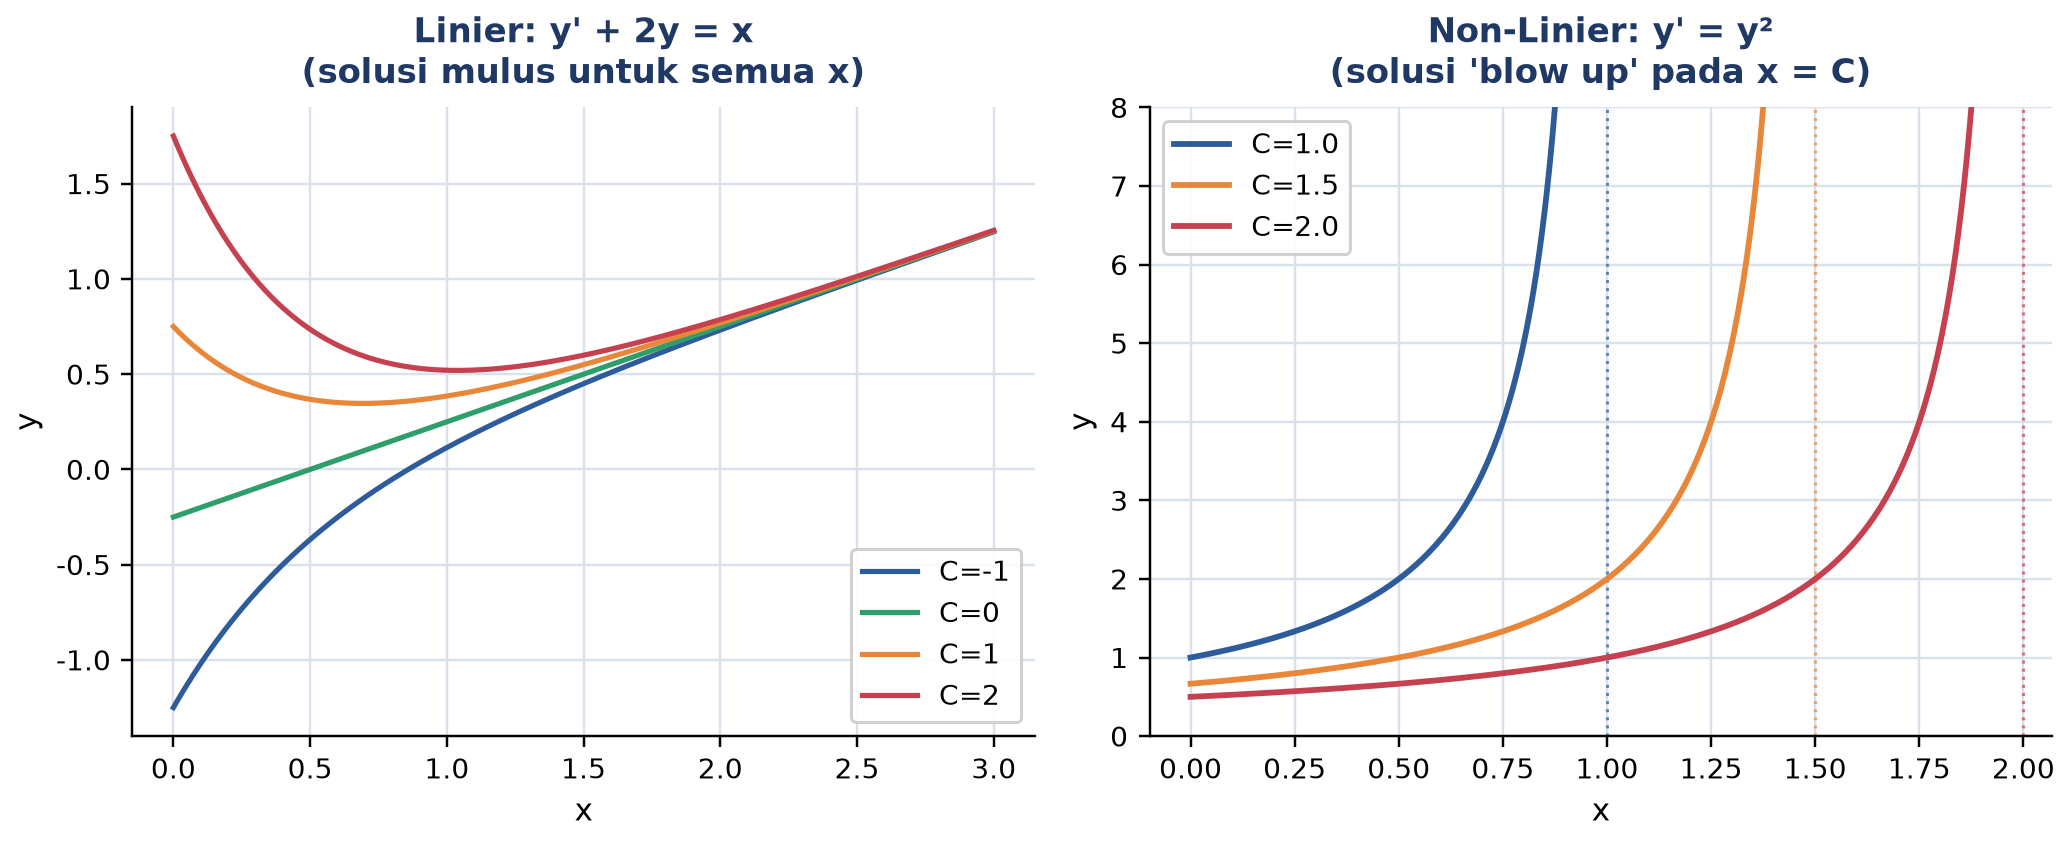 Linier: y' + 2y = x
(solusi mulus untuk semua x)
1.5
1.0
0.5
0.0
-0.5
-1.0
y
C=-1
C=0
C=1
C=2
0.0 0.5 1.0 1.5 2.0 2.5 3.0
x
Non-Linier: y' = y²
(solusi 'blow up' pada x = C)
8
7
6
5
4
3
2
1
0
y
C=1.0
C=1.5
C=2.0
0.00 0.25 0.50 0.75 1.00 1.25 1.50 1.75 2.00
x